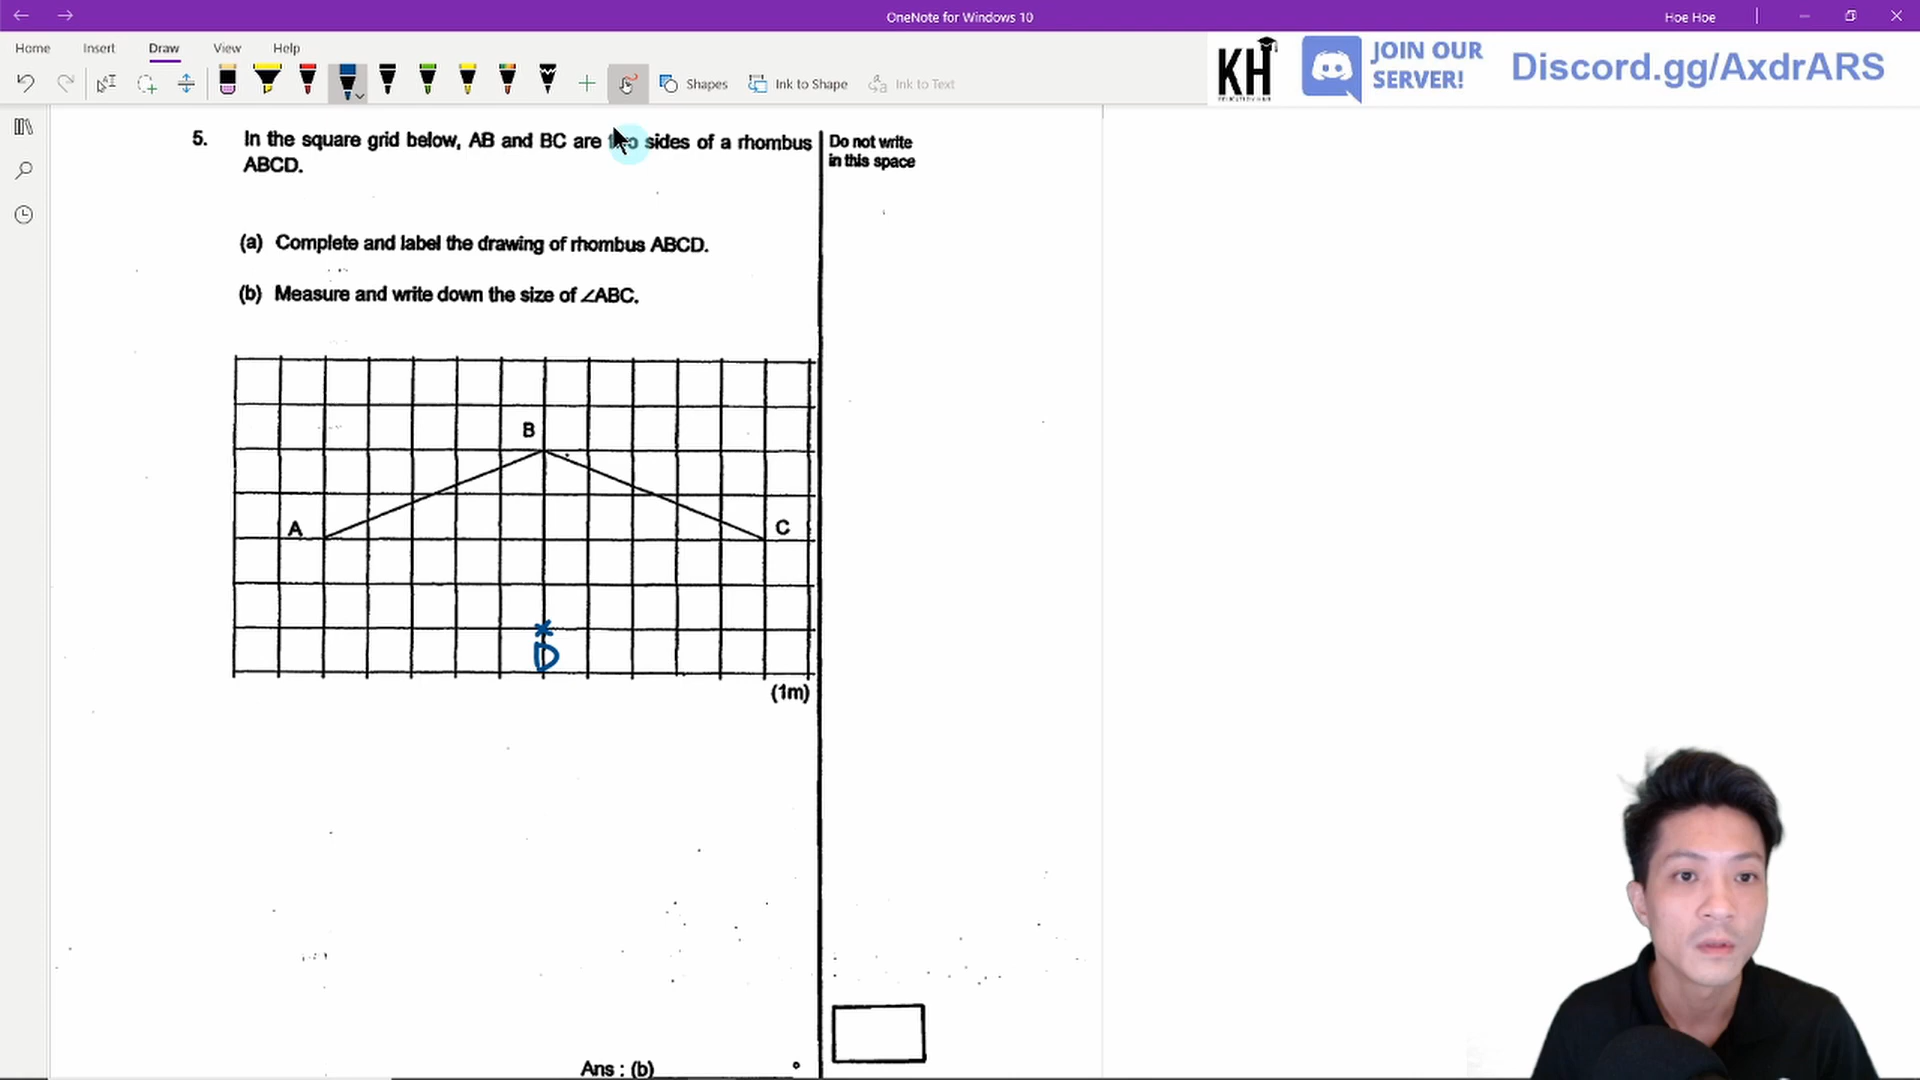 OneNote for Windows 10
Hoe Hoe
Home Insert Draw View Help
Shapes Ink to Shape Ink to Text
KH
JOIN OUR
SERVER!
Discord.gg/AxdrARS
5. In the square grid below, AB and BC are two sides of a rhombus
ABCD.
Do not write
in this space
(a) Complete and label the drawing of rhombus ABCD.
(b) Measure and write down the size of ∠ABC.
B
A
C
D
(1m)
Ans : (b)__________°